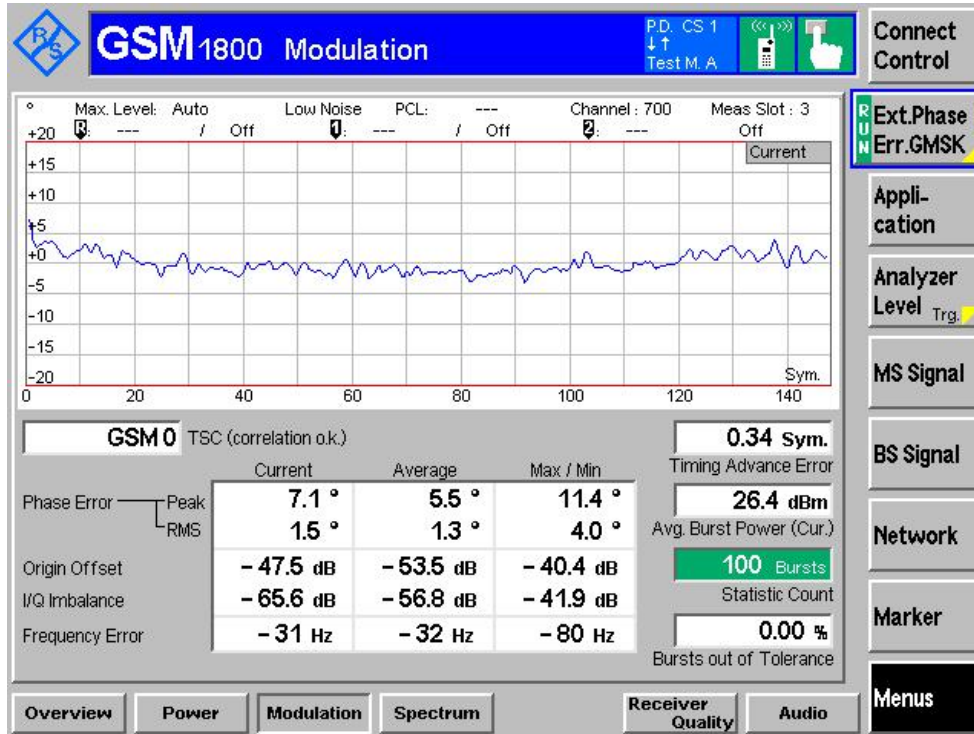 R&S GSM 1800 Modulation P.D. CS 1
Test M. A
Connect Control
° Max. Level: Auto Low Noise PCL: --- Channel : 700 Meas Slot : 3
R: --- / Off 1: --- / Off 2: --- Off
+20
Current
+15
+10
+5
+0
-5
-10
-15
-20 Sym.
0 20 40 60 80 100 120 140
GSM 0 TSC (correlation o.k.) 0.34 Sym.
Timing Advance Error
Current Average Max / Min
Phase Error Peak 7.1 ° 5.5 ° 11.4 ° 26.4 dBm
RMS 1.5 ° 1.3 ° 4.0 ° Avg. Burst Power (Cur.)
Origin Offset – 47.5 dB – 53.5 dB – 40.4 dB 100 Bursts
Statistic Count
I/Q Imbalance – 65.6 dB – 56.8 dB – 41.9 dB
Frequency Error – 31 Hz – 32 Hz – 80 Hz 0.00 %
Bursts out of Tolerance
RUN
Ext.Phase
Err.GMSK
Appli-
cation
Analyzer
Level Trg.
MS Signal
BS Signal
Network
Marker
Menus
Overview Power Modulation Spectrum Receiver Quality Audio